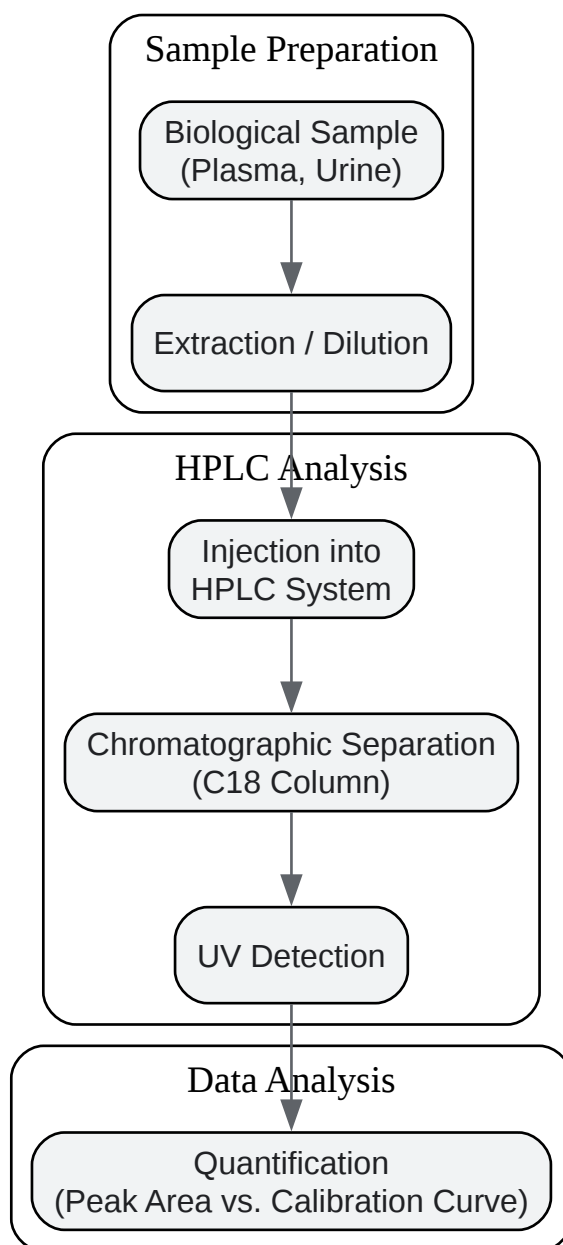 Sample Preparation
Biological Sample
(Plasma, Urine)
Extraction / Dilution
HPLC Analysis
Injection into
HPLC System
Chromatographic Separation
(C18 Column)
UV Detection
Data Analysis
Quantification
(Peak Area vs. Calibration Curve)